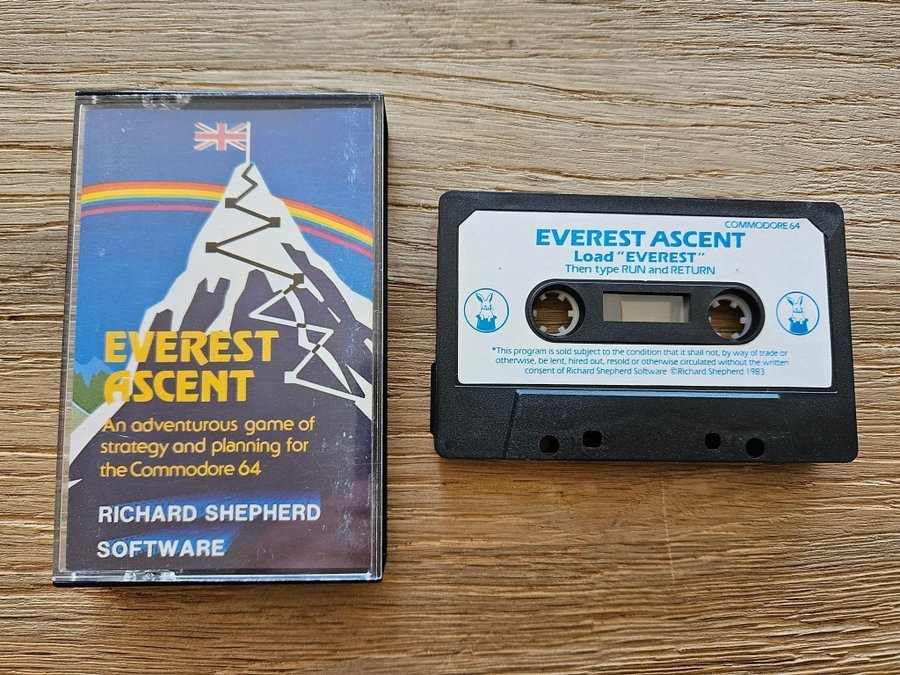 EVEREST
ASCENT
An adventurous game of
strategy and planning for
the Commodore 64
RICHARD SHEPHERD
SOFTWARE
COMMODORE 64
EVEREST ASCENT
Load "EVEREST"
Then type RUN and RETURN
*This program is sold subject to the condition that it shall not, by way of trade or
otherwise, be lent, hired out, resold or otherwise circulated without the written
consent of Richard Shepherd Software ©Richard Shepherd 1983